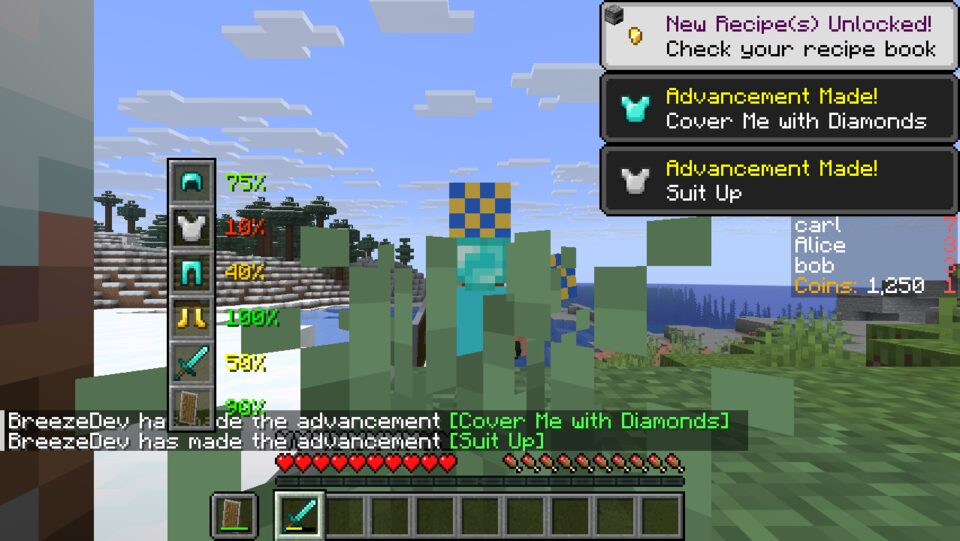 New Recipe(s) Unlocked!
Check your recipe book
Advancement Made!
Cover Me with Diamonds
Advancement Made!
Suit Up
carl
Alice
bob
Coins: 1,250 1
75%
10%
40%
100%
50%
90%
BreezeDev has made the advancement [Cover Me with Diamonds]
BreezeDev has made the advancement [Suit Up]